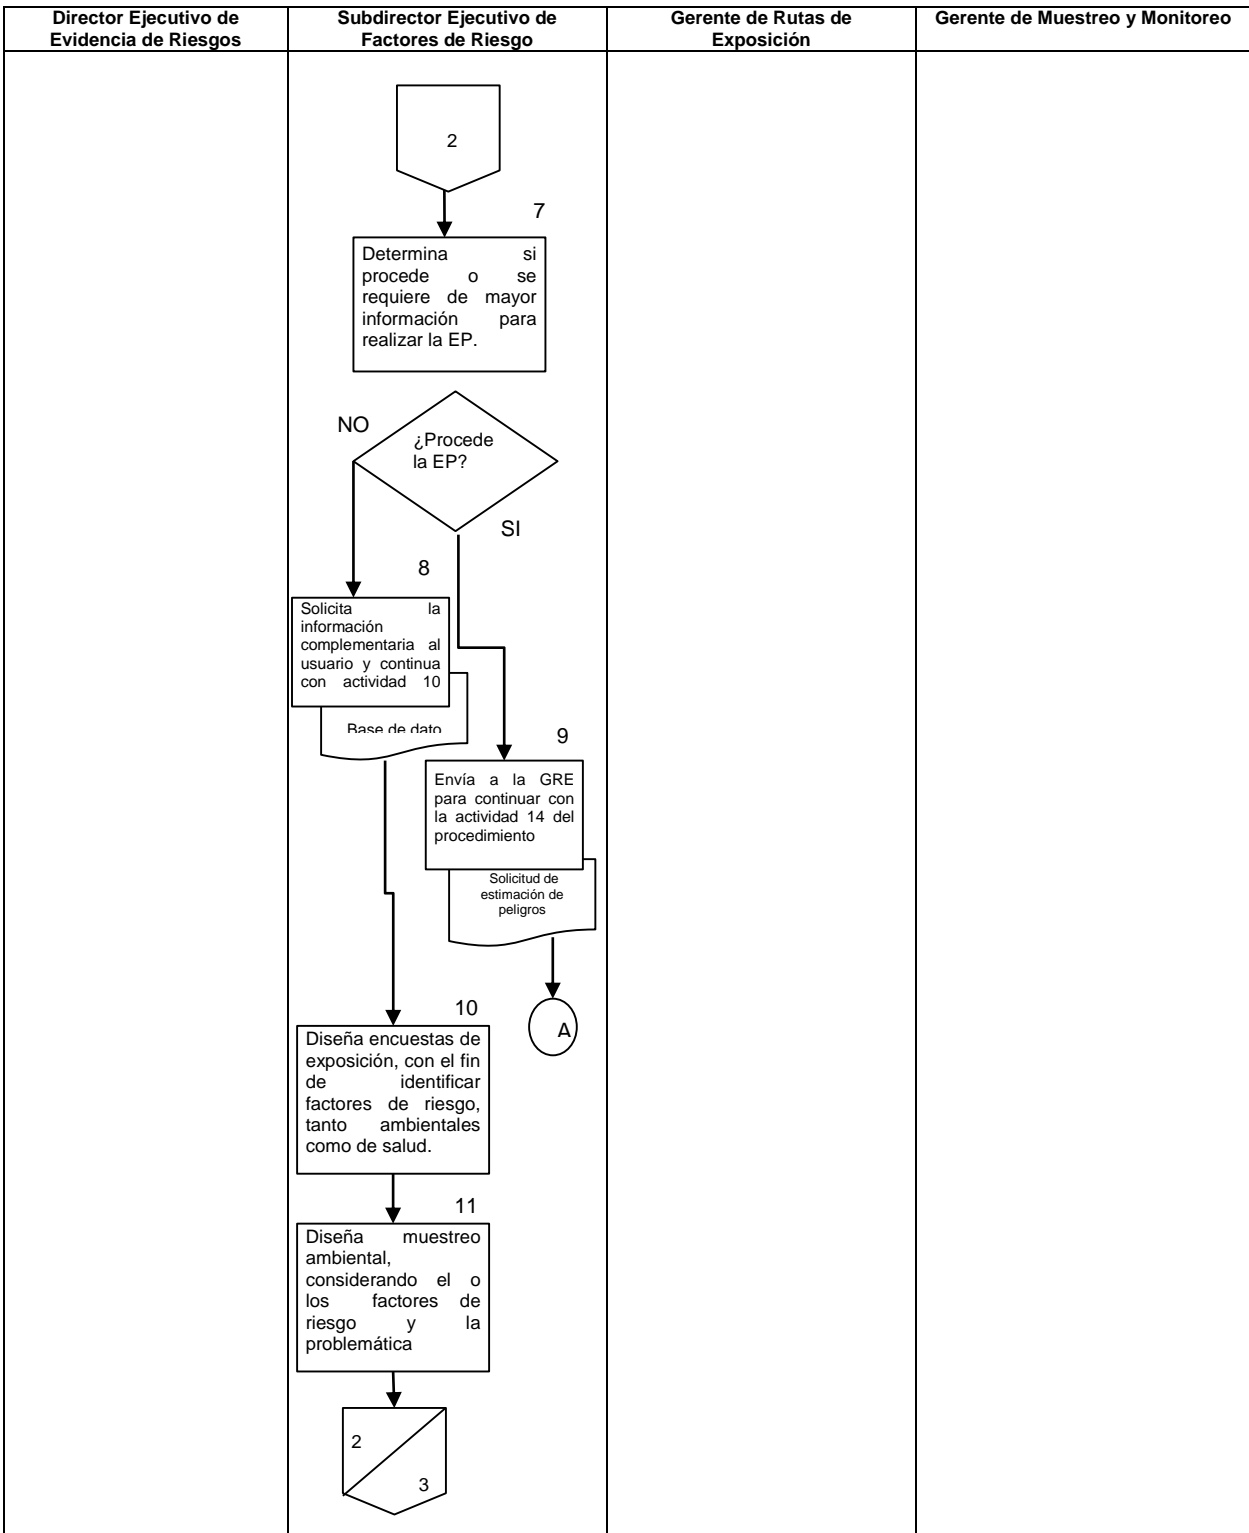 Director Ejecutivo de
Evidencia de Riesgos
Subdirector Ejecutivo de
Factores de Riesgo
Gerente de Rutas de
Exposición
Gerente de Muestreo y Monitoreo
2
7
Determina si
procede o se
requiere de mayor
información para
realizar la EP.
NO
¿Procede
la EP?
SI
8
Solicita la
información
complementaria al
usuario y continua
con actividad 10
Base de dato
9
Envía a la GRE
para continuar con
la actividad 14 del
procedimiento
Solicitud de
estimación de
peligros
A
10
Diseña encuestas de
exposición, con el fin
de identificar
factores de riesgo,
tanto ambientales
como de salud.
11
Diseña muestreo
ambiental,
considerando el o
los factores de
riesgo y la
problemática
2
3